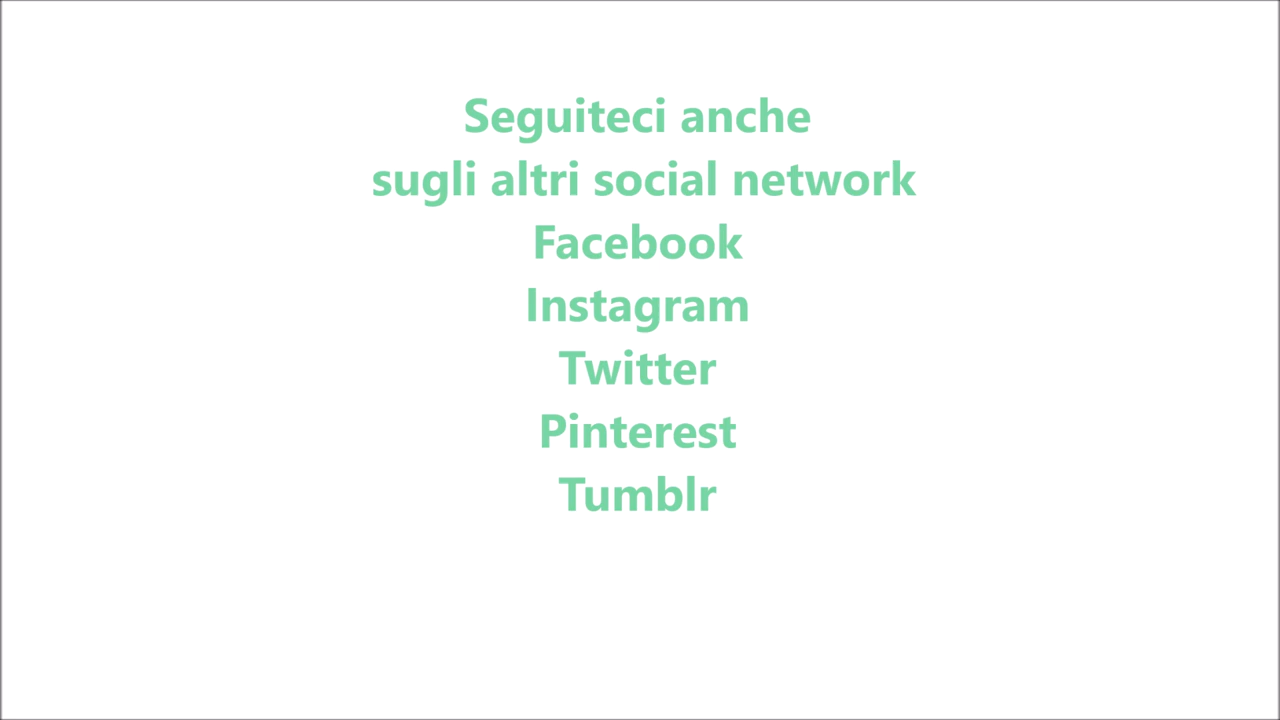 Seguiteci anche
sugli altri social network
Facebook
Instagram
Twitter
Pinterest
Tumblr